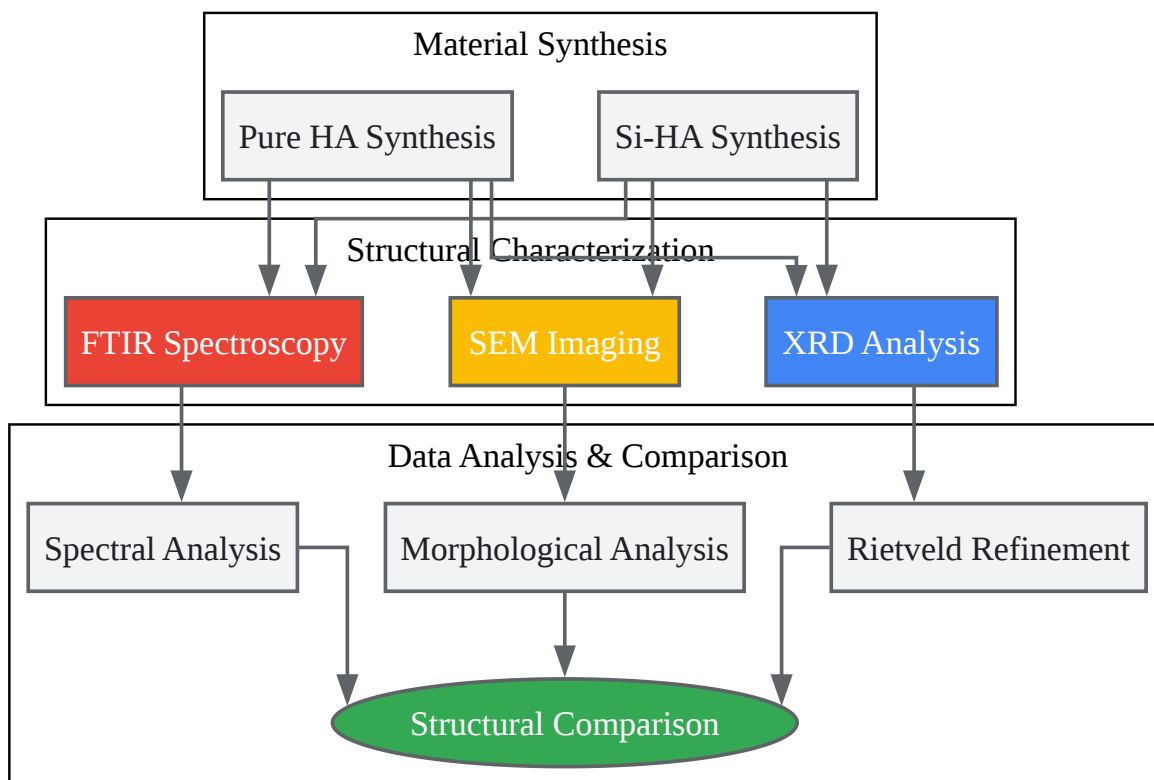 Material Synthesis
Pure HA Synthesis
Si-HA Synthesis
Structural Characterization
FTIR Spectroscopy
SEM Imaging
XRD Analysis
Data Analysis & Comparison
Spectral Analysis
Morphological Analysis
Rietveld Refinement
Structural Comparison